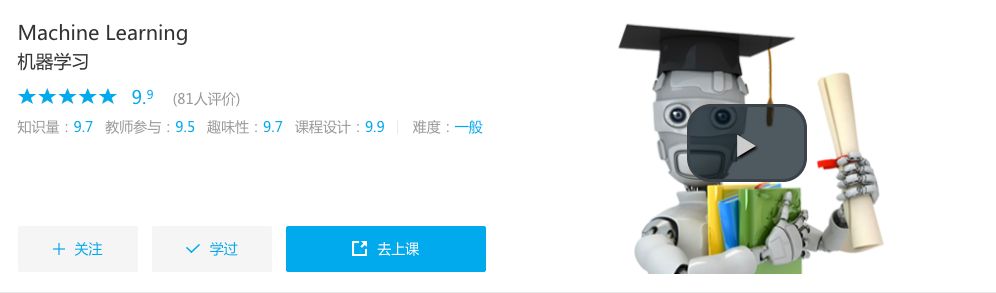 Machine Learning
机器学习
9.9 (81人评价)
知识量：9.7 教师参与：9.5 趣味性：9.7 课程设计：9.9 难度：一般
关注 学过 去上课